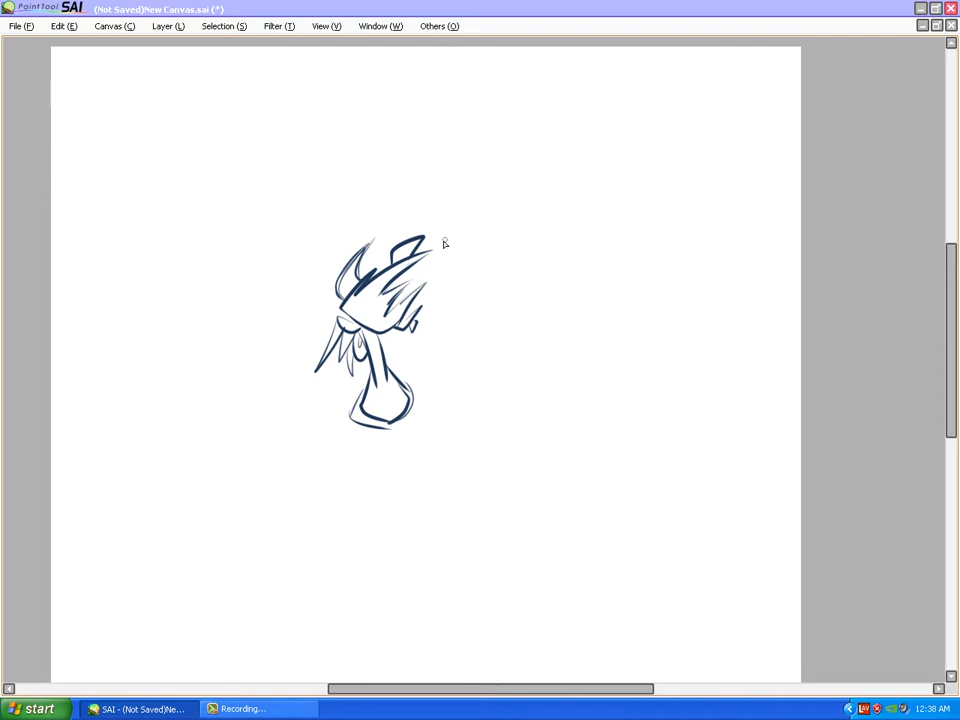 PaintTool SAI (Not Saved)New Canvas.sai (*)
File (F) Edit (E) Canvas (C) Layer (L) Selection (S) Filter (T) View (V) Window (W) Others (O)
start SAI - (Not Saved)Ne... Recording... LAV 12:38 AM